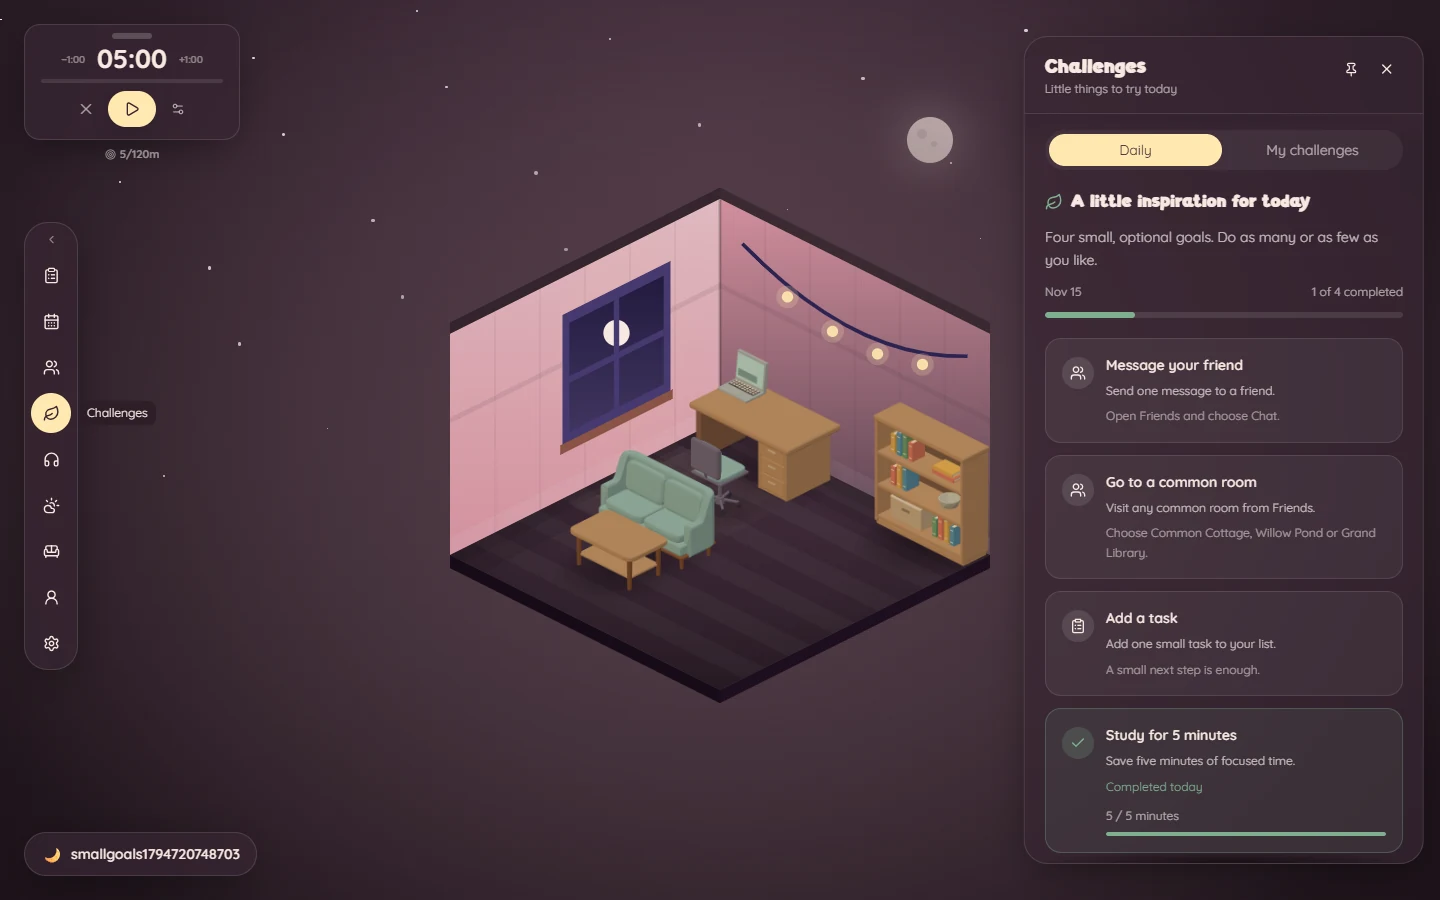 −1:00 05:00 +1:00
5/120m
Challenges
smallgoals1794720748703
Challenges
Little things to try today
Daily My challenges
A little inspiration for today
Four small, optional goals. Do as many or as few as
you like.
Nov 15 1 of 4 completed
Message your friend
Send one message to a friend.
Open Friends and choose Chat.
Go to a common room
Visit any common room from Friends.
Choose Common Cottage, Willow Pond or Grand
Library.
Add a task
Add one small task to your list.
A small next step is enough.
Study for 5 minutes
Save five minutes of focused time.
Completed today
5 / 5 minutes